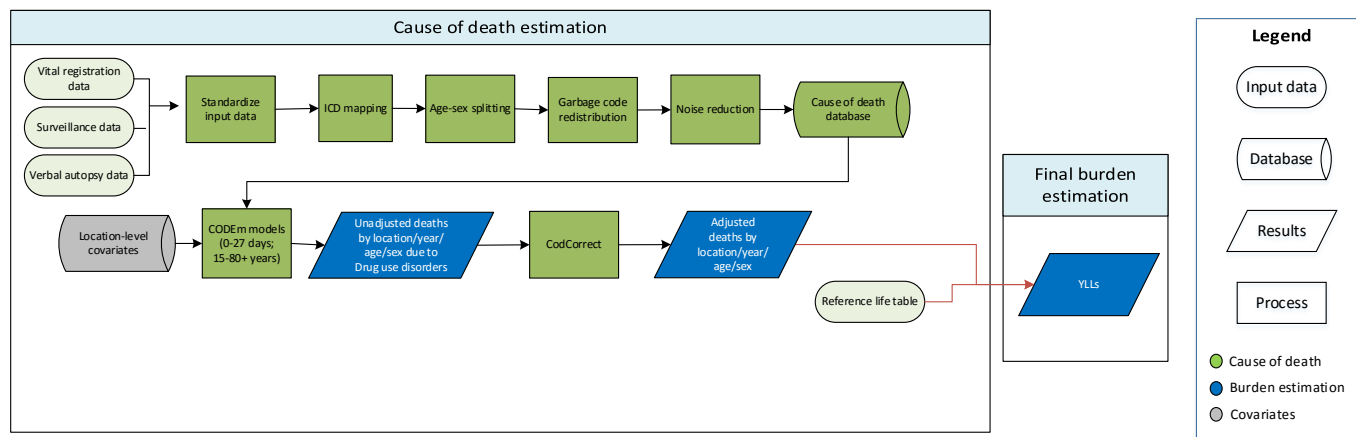 Cause of death estimation
Vital registration
data
Surveillance data
Verbal autopsy data
Standardize
input data
ICD mapping
Age-sex splitting
Garbage code
redistribution
Noise reduction
Cause of death
database
Location-level
covariates
CODEm models
(0-27 days;
15-80+ years)
Unadjusted deaths
by location/year/
age/sex due to
Drug use disorders
CodCorrect
Adjusted
deaths by
location/year/
age/sex
Reference life table
Final burden
estimation
YLLs
Legend
Input data
Database
Results
Process
Cause of death
Burden estimation
Covariates